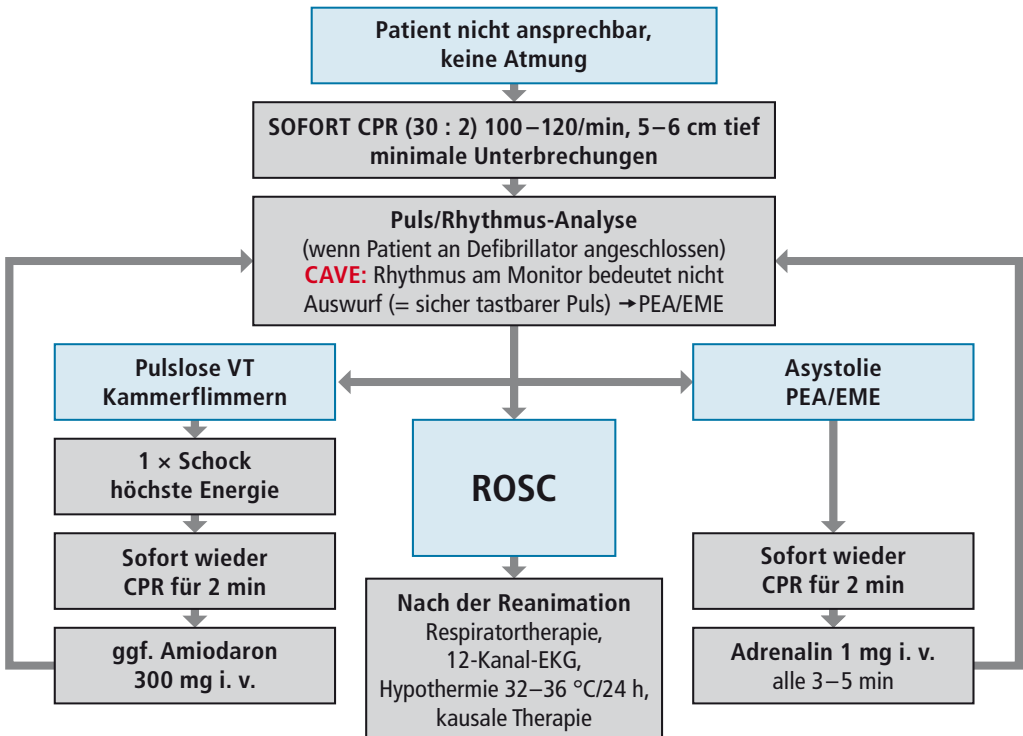 Patient nicht ansprechbar,
keine Atmung
SOFORT CPR (30 : 2) 100–120/min, 5–6 cm tief
minimale Unterbrechungen
Puls/Rhythmus-Analyse
(wenn Patient an Defibrillator angeschlossen)
CAVE: Rhythmus am Monitor bedeutet nicht
Auswurf (= sicher tastbarer Puls) → PEA/EME
Pulslose VT
Kammerflimmern
1 × Schock
höchste Energie
Sofort wieder
CPR für 2 min
ggf. Amiodaron
300 mg i. v.
ROSC
Nach der Reanimation
Respiratortherapie,
12-Kanal-EKG,
Hypothermie 32–36 °C/24 h,
kausale Therapie
Asystolie
PEA/EME
Sofort wieder
CPR für 2 min
Adrenalin 1 mg i. v.
alle 3–5 min